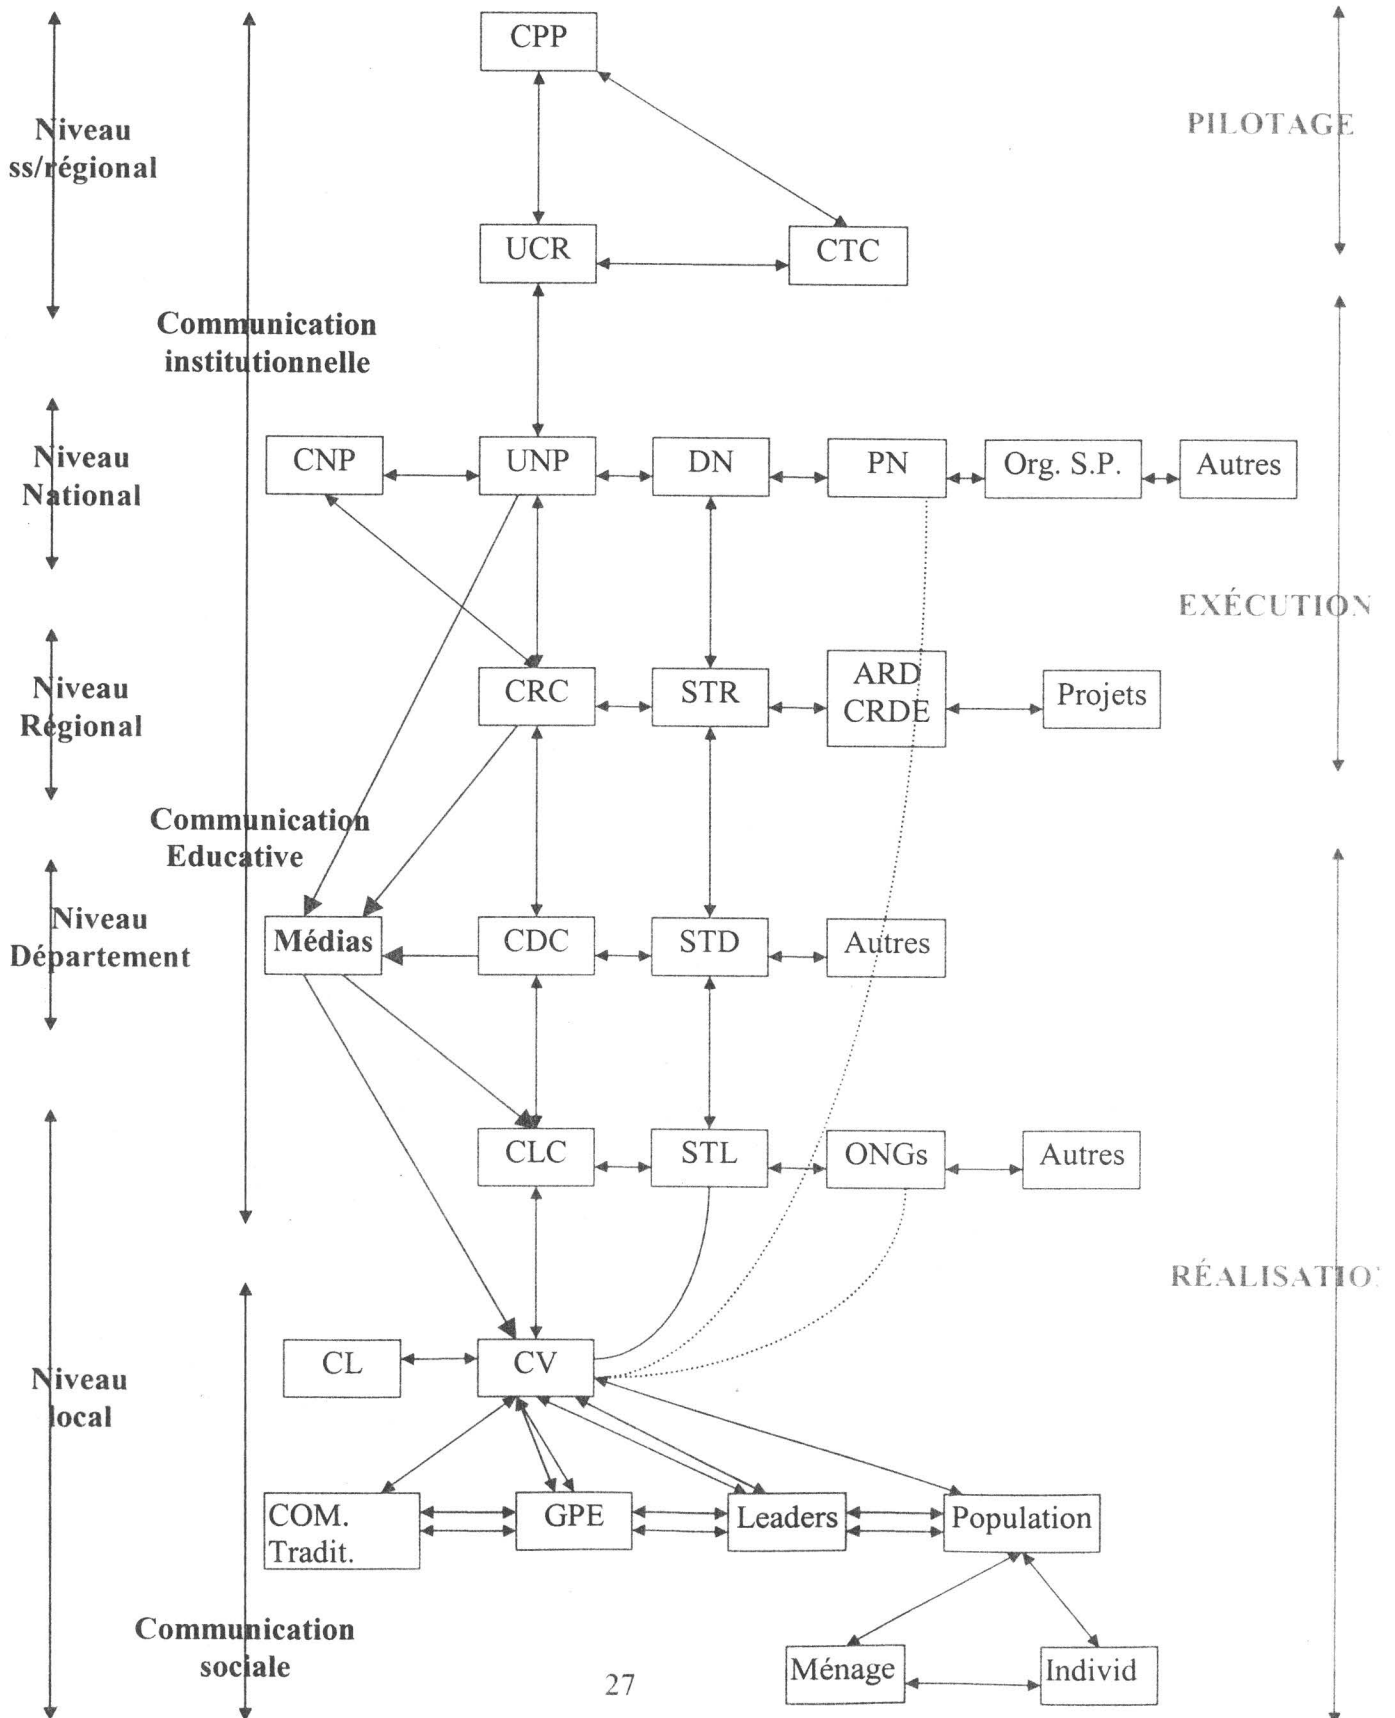 CPP
Niveau
ss/régional
PILOTAGE
UCR
CTC
Communication
institutionnelle
Niveau
National
CNP
UNP
DN
PN
Org. S.P.
Autres
EXÉCUTION
Niveau
Régional
CRC
STR
ARD
CRDE
Projets
Communication
Educative
Niveau
Département
Médias
CDC
STD
Autres
CLC
STL
ONGs
Autres
RÉALISATIO
Niveau
local
CL
CV
COM.
Tradit.
GPE
Leaders
Population
Communication
sociale
Ménage
Individ
27